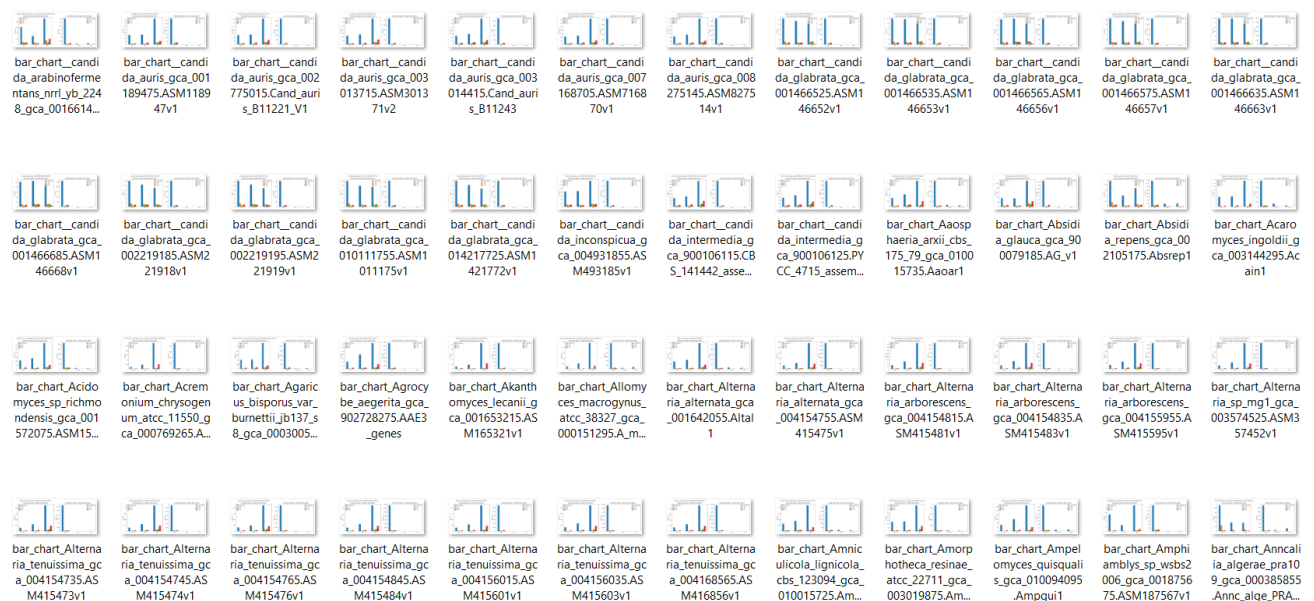 bar_chart__candi
da_arabinoferme
ntans_nrrl_yb_224
8_gca_0016614...
bar_chart__candi
da_auris_gca_001
189475.ASM1189
47v1
bar_chart__candi
da_auris_gca_002
775015.Cand_auri
s_B11221_V1
bar_chart__candi
da_auris_gca_003
013715.ASM3013
71v2
bar_chart__candi
da_auris_gca_003
014415.Cand_auri
s_B11243
bar_chart__candi
da_auris_gca_007
168705.ASM7168
70v1
bar_chart__candi
da_auris_gca_008
275145.ASM8275
14v1
bar_chart__candi
da_glabrata_gca_
001466525.ASM1
46652v1
bar_chart__candi
da_glabrata_gca_
001466535.ASM1
46653v1
bar_chart__candi
da_glabrata_gca_
001466565.ASM1
46656v1
bar_chart__candi
da_glabrata_gca_
001466575.ASM1
46657v1
bar_chart__candi
da_glabrata_gca_
001466635.ASM1
46663v1
bar_chart__candi
da_glabrata_gca_
001466685.ASM1
46668v1
bar_chart__candi
da_glabrata_gca_
002219185.ASM2
21918v1
bar_chart__candi
da_glabrata_gca_
002219195.ASM2
21919v1
bar_chart__candi
da_glabrata_gca_
010111755.ASM1
011175v1
bar_chart__candi
da_glabrata_gca_
014217725.ASM1
421772v1
bar_chart__candi
da_inconspicua_g
ca_004931855.AS
M493185v1
bar_chart__candi
da_intermedia_g
ca_900106115.CB
S_141442_asse...
bar_chart__candi
da_intermedia_g
ca_900106125.PY
CC_4715_assem...
bar_chart_Aaosp
haeria_arxii_cbs_
175_79_gca_0100
15735.Aaoar1
bar_chart_Absidi
a_glauca_gca_90
0079185.AG_v1
bar_chart_Absidi
a_repens_gca_00
2105175.Absrep1
bar_chart_Acaro
myces_ingoldii_g
ca_003144295.Ac
ain1
bar_chart_Acido
myces_sp_richmo
ndensis_gca_001
572075.ASM15...
bar_chart_Acrem
onium_chrysogen
um_atcc_11550_g
ca_000769265.A...
bar_chart_Agaric
us_bisporus_var_
burnettii_jb137_s
8_gca_0003005...
bar_chart_Agrocy
be_aegerita_gca_
902728275.AAE3
_genes
bar_chart_Akanth
omyces_lecanii_g
ca_001653215.AS
M165321v1
bar_chart_Allomy
ces_macrogynus_
atcc_38327_gca_
000151295.A_m...
bar_chart_Alterna
ria_alternata_gca
_001642055.Altal
1
bar_chart_Alterna
ria_alternata_gca
_004154755.ASM
415475v1
bar_chart_Alterna
ria_arborescens_
gca_004154815.A
SM415481v1
bar_chart_Alterna
ria_arborescens_
gca_004154835.A
SM415483v1
bar_chart_Alterna
ria_arborescens_
gca_004155955.A
SM415595v1
bar_chart_Alterna
ria_sp_mg1_gca_
003574525.ASM3
57452v1
bar_chart_Alterna
ria_tenuissima_gc
a_004154735.AS
M415473v1
bar_chart_Alterna
ria_tenuissima_gc
a_004154745.AS
M415474v1
bar_chart_Alterna
ria_tenuissima_gc
a_004154765.AS
M415476v1
bar_chart_Alterna
ria_tenuissima_gc
a_004154845.AS
M415484v1
bar_chart_Alterna
ria_tenuissima_gc
a_004156015.AS
M415601v1
bar_chart_Alterna
ria_tenuissima_gc
a_004156035.AS
M415603v1
bar_chart_Alterna
ria_tenuissima_gc
a_004168565.AS
M416856v1
bar_chart_Amnic
ulicola_lignicola_
cbs_123094_gca_
010015725.Am...
bar_chart_Amorp
hotheca_resinae_
atcc_22711_gca_
003019875.Am...
bar_chart_Ampel
omyces_quisquali
s_gca_010094095
.Ampqui1
bar_chart_Amphi
amblys_sp_wsbs2
006_gca_0018756
75.ASM187567v1
bar_chart_Anncali
ia_algerae_pra10
9_gca_000385855
.Annc_alge_PRA...